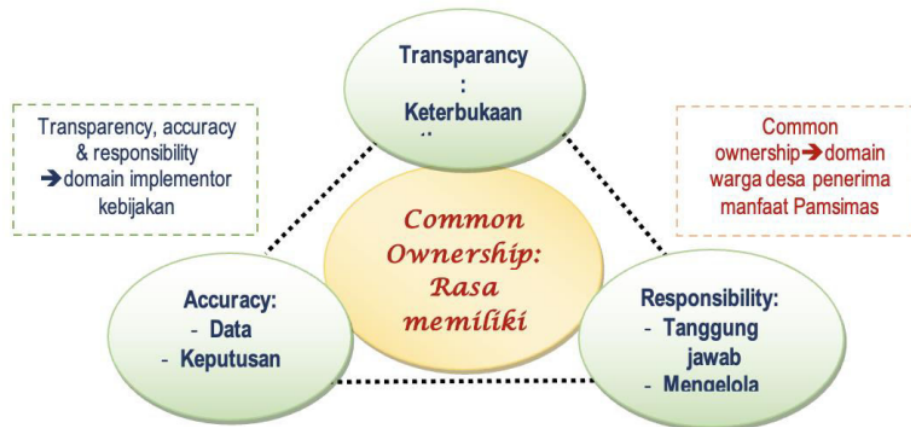 Transparancy
:
Keterbukaan
Transparency, accuracy
& responsibility
➔domain implementor
kebijakan
Common
ownership➔domain
warga desa penerima
manfaat Pamsimas
Common
Ownership:
Rasa
memiliki
Accuracy:
- Data
- Keputusan
Responsibility:
- Tanggung
jawab
- Mengelola